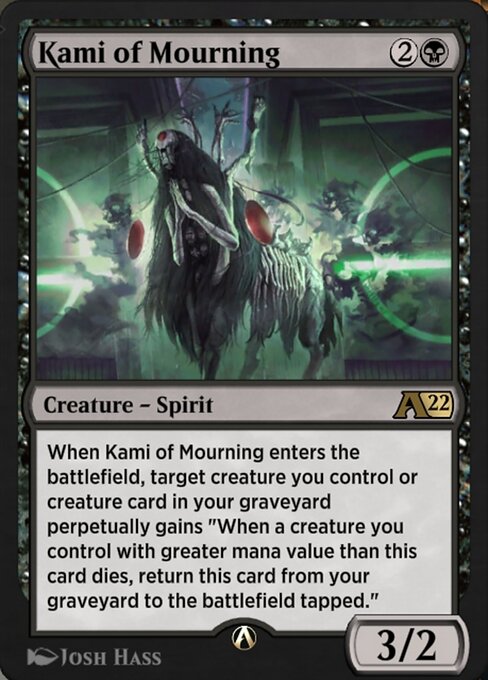 Kami of Mourning 2
Creature – Spirit A22
When Kami of Mourning enters the
battlefield, target creature you control or
creature card in your graveyard
perpetually gains "When a creature you
control with greater mana value than this
card dies, return this card from your
graveyard to the battlefield tapped."
3/2
Josh Hass